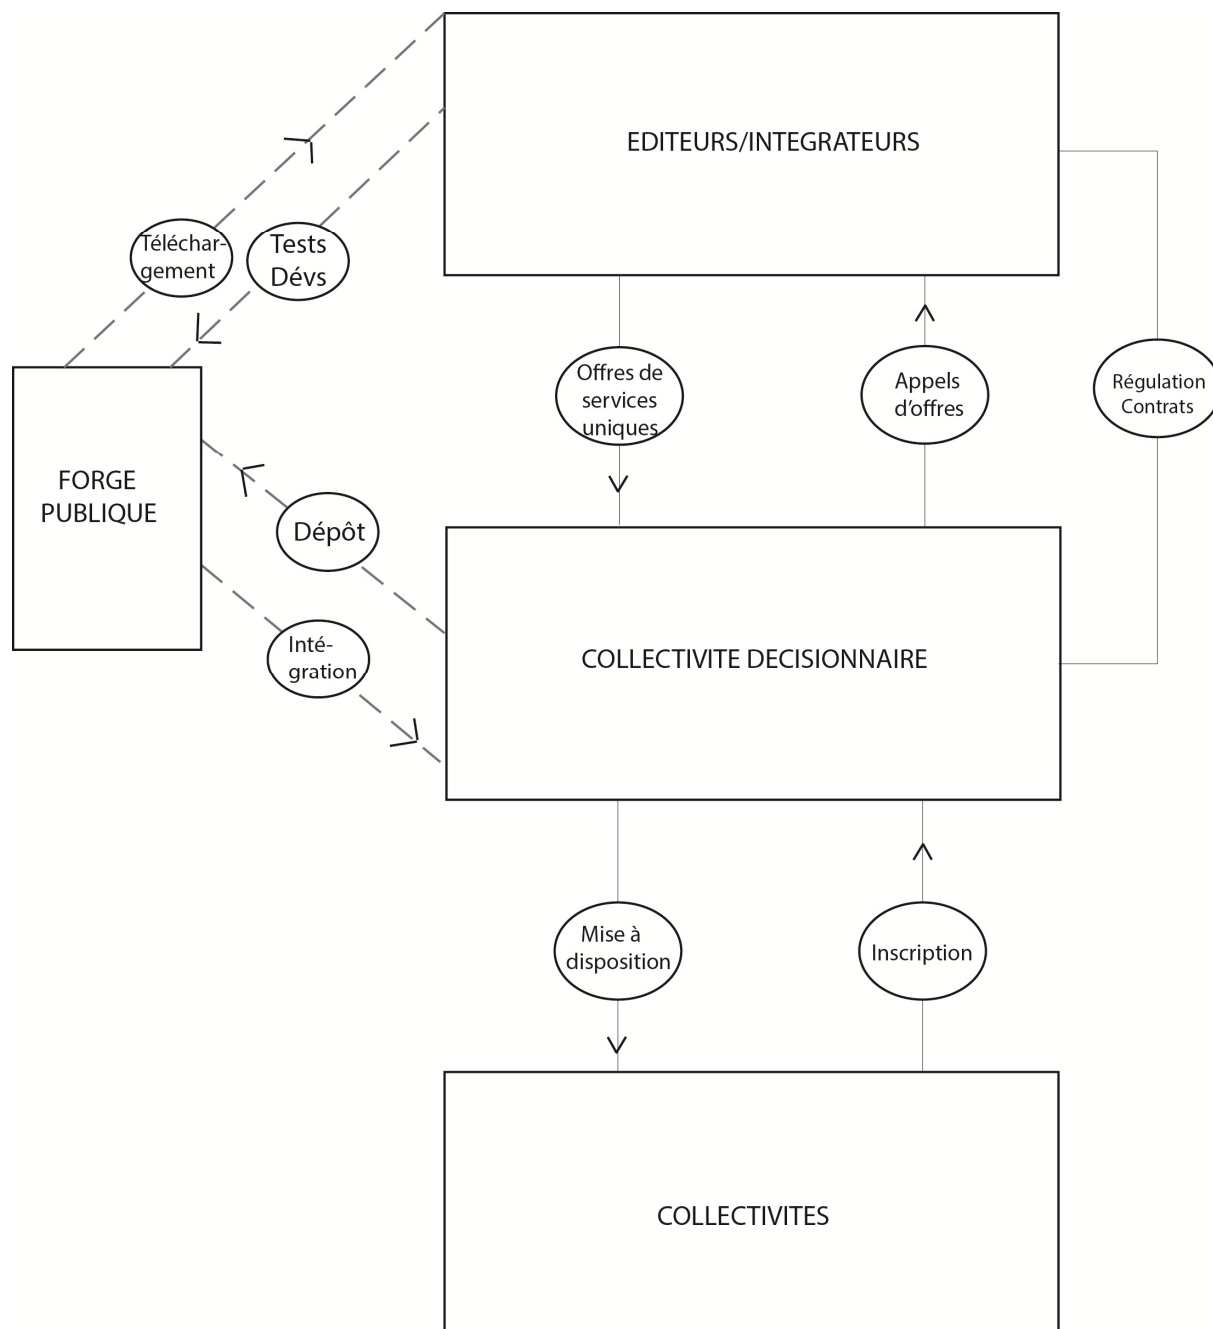 EDITEURS/INTEGRATEURS
Téléchar-
gement
Tests
Dévs
Offres de
services
uniques
Appels
d'offres
Régulation
Contrats
FORGE
PUBLIQUE
Dépôt
Inté-
gration
COLLECTIVITE DECISIONNAIRE
Mise à
disposition
Inscription
COLLECTIVITES